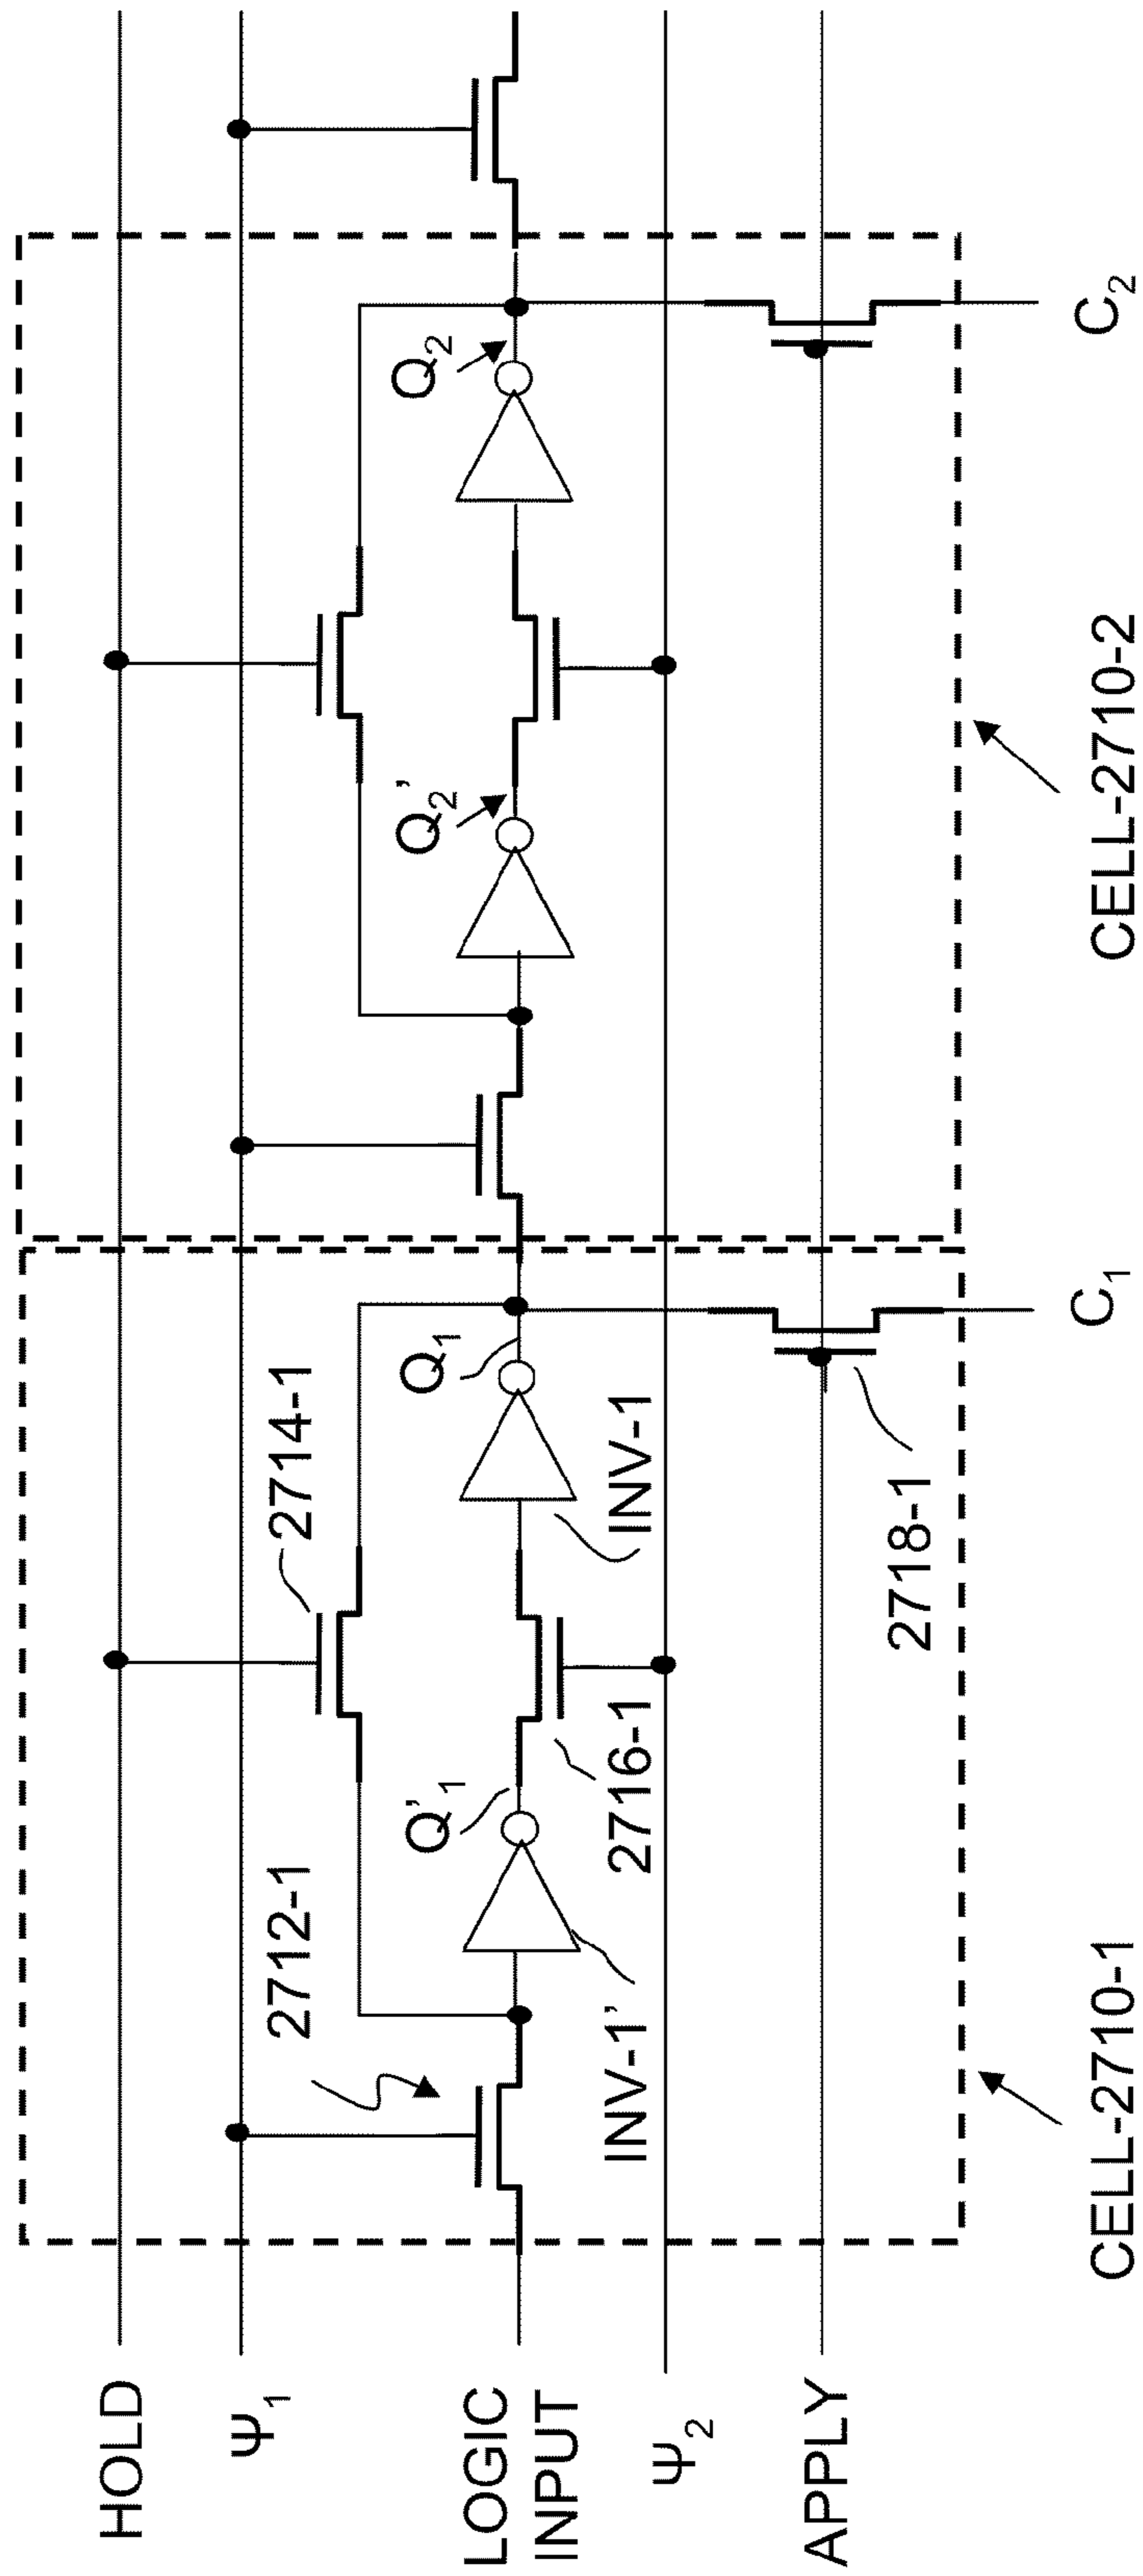 HOLD
Ψ1
LOGIC
INPUT
Ψ2
APPLY
2712-1
2714-1
Q'1
Q1
INV-1'
2716-1
INV-1
2718-1
Q2'
Q2
C1
C2
CELL-2710-1
CELL-2710-2